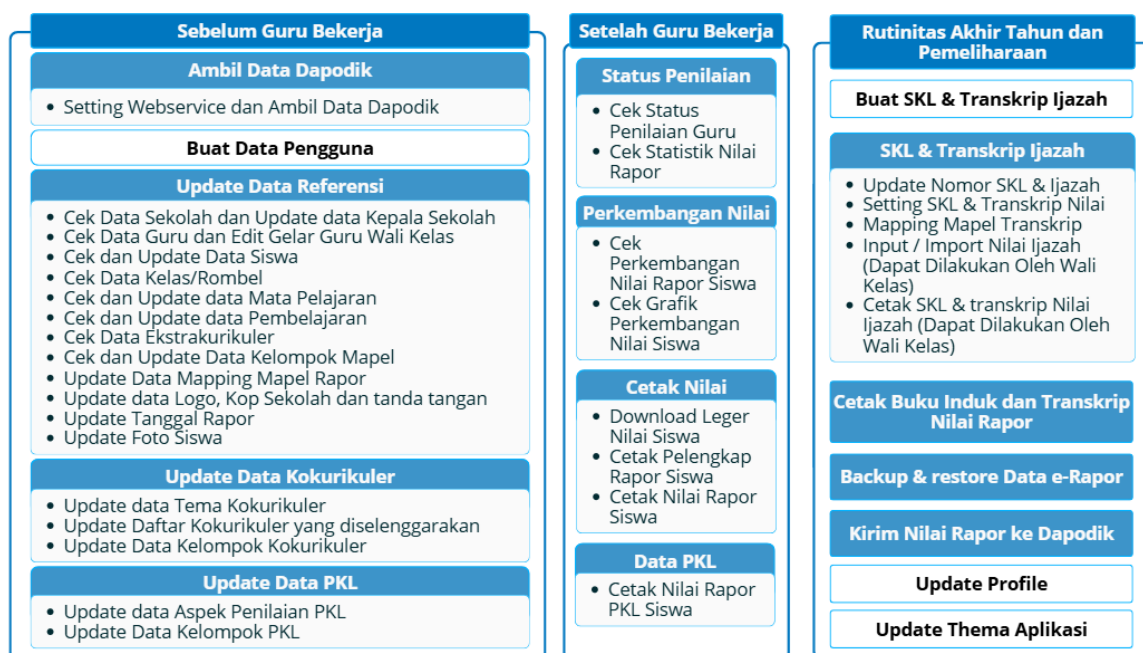 Sebelum Guru Bekerja
Ambil Data Dapodik
• Setting Webservice dan Ambil Data Dapodik
Buat Data Pengguna
Update Data Referensi
• Cek Data Sekolah dan Update data Kepala Sekolah
• Cek Data Guru dan Edit Gelar Guru Wali Kelas
• Cek dan Update Data Siswa
• Cek Data Kelas/Rombel
• Cek dan Update data Mata Pelajaran
• Cek dan Update data Pembelajaran
• Cek Data Ekstrakurikuler
• Cek dan Update Data Kelompok Mapel
• Update Data Mapping Mapel Rapor
• Update data Logo, Kop Sekolah dan tanda tangan
• Update Tanggal Rapor
• Update Foto Siswa
Update Data Kokurikuler
• Update data Tema Kokurikuler
• Update Daftar Kokurikuler yang diselenggarakan
• Update Data Kelompok Kokurikuler
Update Data PKL
• Update data Aspek Penilaian PKL
• Update Data Kelompok PKL
Setelah Guru Bekerja
Status Penilaian
• Cek Status
Penilaian Guru
• Cek Statistik Nilai
Rapor
Perkembangan Nilai
• Cek
Perkembangan
Nilai Rapor Siswa
• Cek Grafik
Perkembangan
Nilai Siswa
Cetak Nilai
• Download Leger
Nilai Siswa
• Cetak Pelengkap
Rapor Siswa
• Cetak Nilai Rapor
Siswa
Data PKL
• Cetak Nilai Rapor
PKL Siswa
Rutinitas Akhir Tahun dan
Pemeliharaan
Buat SKL & Transkrip Ijazah
SKL & Transkrip Ijazah
• Update Nomor SKL & Ijazah
• Setting SKL & Transkrip Nilai
• Mapping Mapel Transkrip
• Input / Import Nilai Ijazah
(Dapat Dilakukan Oleh Wali
Kelas)
• Cetak SKL & transkrip Nilai
Ijazah (Dapat Dilakukan Oleh
Wali Kelas)
Cetak Buku Induk dan Transkrip
Nilai Rapor
Backup & restore Data e-Rapor
Kirim Nilai Rapor ke Dapodik
Update Profile
Update Thema Aplikasi